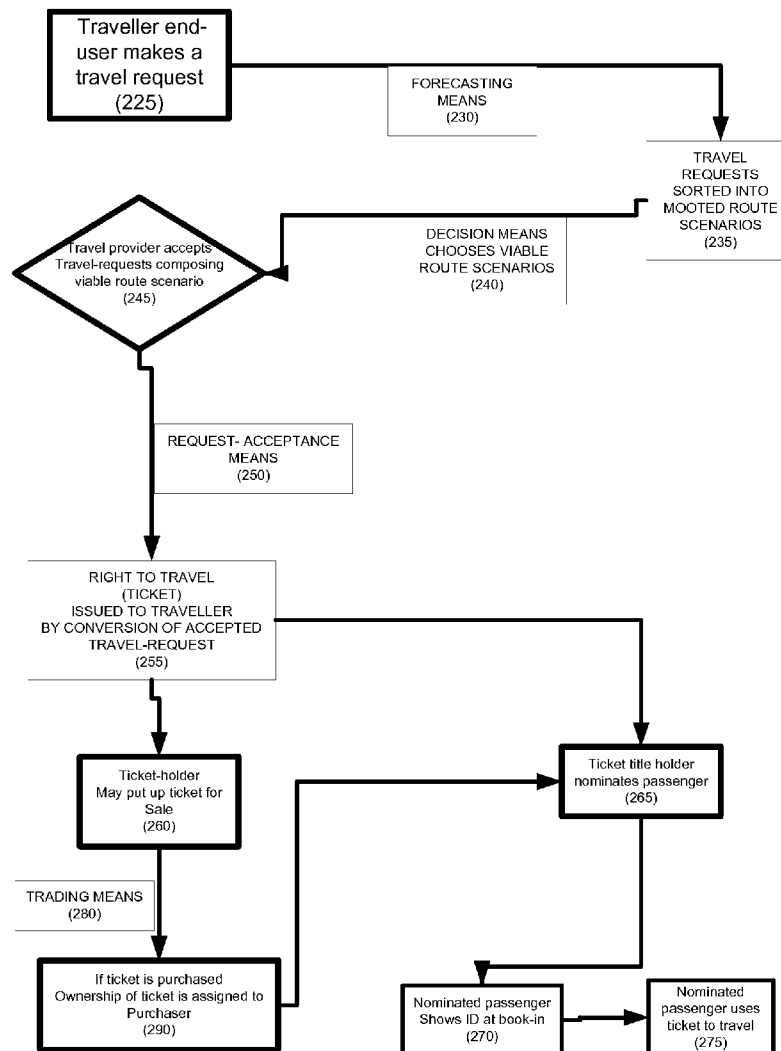 Traveller end-
user makes a
travel request
(225)
FORECASTING
MEANS
(230)
TRAVEL
REQUESTS
SORTED INTO
MOOTED ROUTE
SCENARIOS
(235)
DECISION MEANS
CHOOSES VIABLE
ROUTE SCENARIOS
(240)
Travel provider accepts
Travel-requests composing
viable route scenario
(245)
REQUEST- ACCEPTANCE
MEANS
(250)
RIGHT TO TRAVEL
(TICKET)
ISSUED TO TRAVELLER
BY CONVERSION OF ACCEPTED
TRAVEL-REQUEST
(255)
Ticket-holder
May put up ticket for
Sale
(260)
Ticket title holder
nominates passenger
(265)
TRADING MEANS
(280)
If ticket is purchased
Ownership of ticket is assigned to
Purchaser
(290)
Nominated passenger
Shows ID at book-in
(270)
Nominated
passenger uses
ticket to travel
(275)